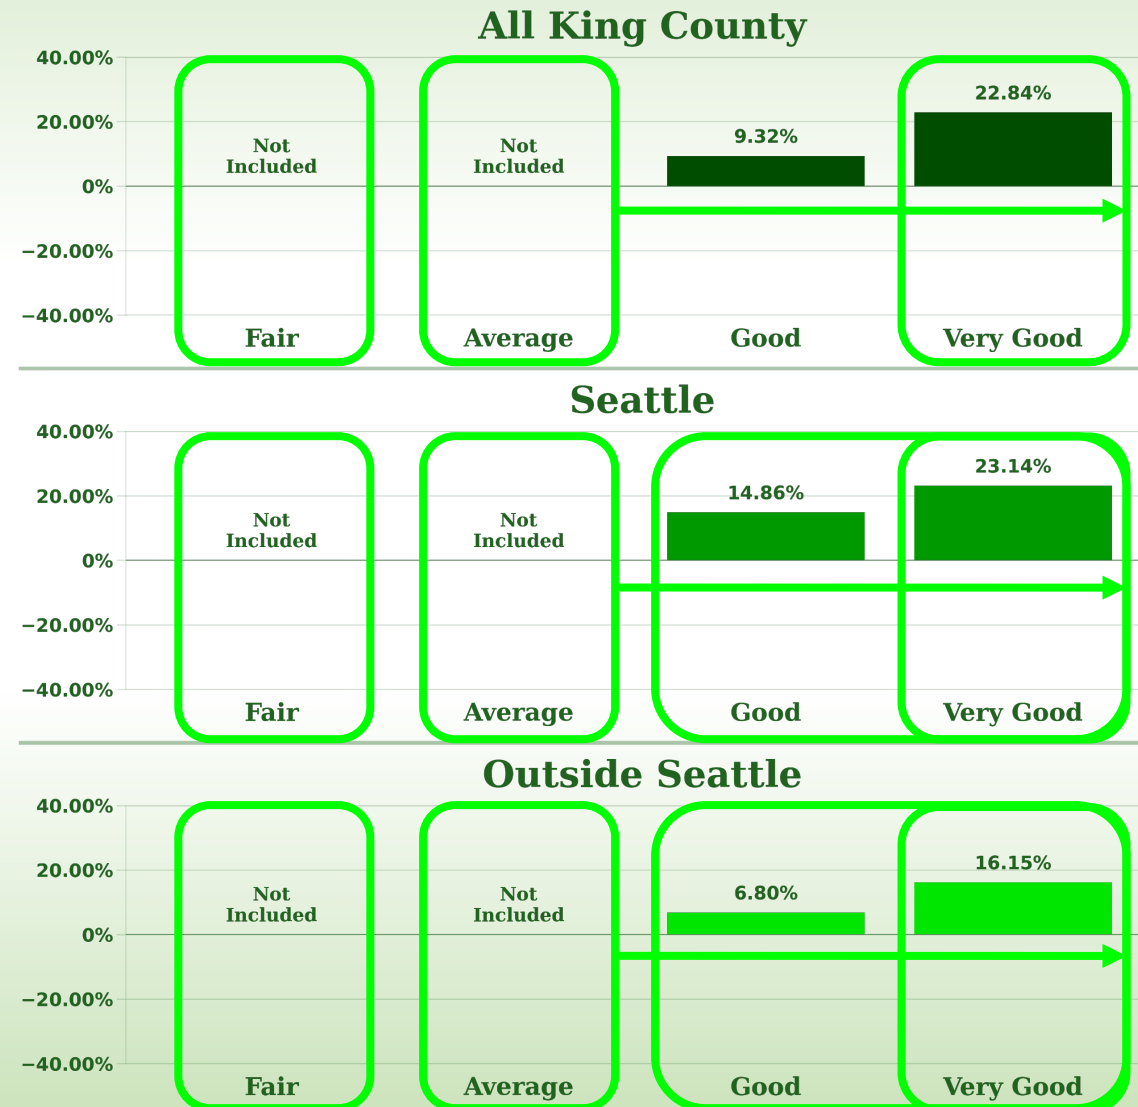 All King County
40.00%
20.00%
0%
−20.00%
−40.00%
Not
Included
Not
Included
9.32%
22.84%
Fair
Average
Good
Very Good
Seattle
40.00%
20.00%
0%
−20.00%
−40.00%
Not
Included
Not
Included
14.86%
23.14%
Fair
Average
Good
Very Good
Outside Seattle
40.00%
20.00%
0%
−20.00%
−40.00%
Not
Included
Not
Included
6.80%
16.15%
Fair
Average
Good
Very Good